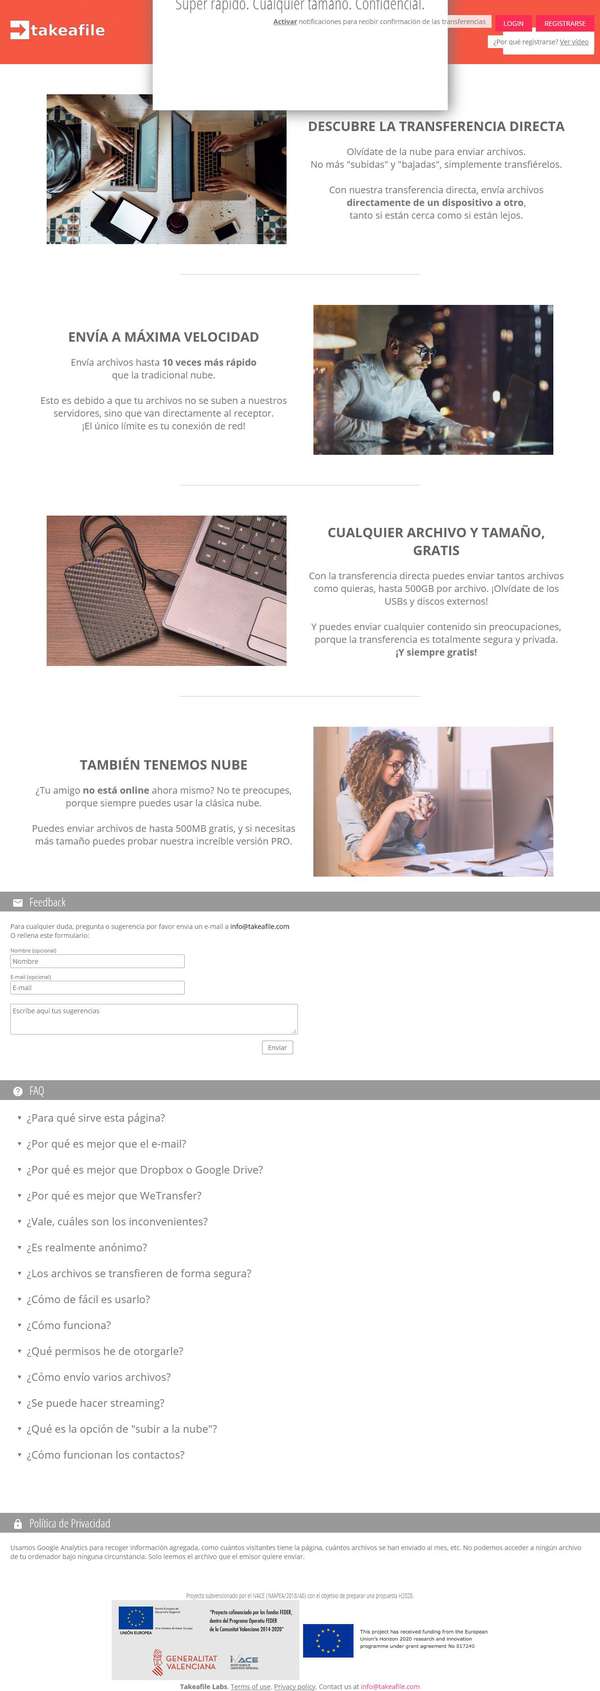 takeafile
Súper rápido. Cualquier tamaño. Confidencial.
Activar notificaciones para recibir confirmación de las transferencias
LOGIN
REGISTRARSE
¿Por qué registrarse? Ver vídeo
DESCUBRE LA TRANSFERENCIA DIRECTA
Olvídate de la nube para enviar archivos.
No más "subidas" y "bajadas", simplemente transfiérelos.
Con nuestra transferencia directa, envía archivos
directamente de un dispositivo a otro,
tanto si están cerca como si están lejos.
ENVÍA A MÁXIMA VELOCIDAD
Envía archivos hasta 10 veces más rápido
que la tradicional nube.
Esto es debido a que tu archivos no se suben a nuestros
servidores, sino que van directamente al receptor.
¡El único límite es tu conexión de red!
CUALQUIER ARCHIVO Y TAMAÑO,
GRATIS
Con la transferencia directa puedes enviar tantos archivos
como quieras, hasta 500GB por archivo. ¡Olvídate de los
USBs y discos externos!
Y puedes enviar cualquier contenido sin preocupaciones,
porque la transferencia es totalmente segura y privada.
¡Y siempre gratis!
TAMBIÉN TENEMOS NUBE
¿Tu amigo no está online ahora mismo? No te preocupes,
porque siempre puedes usar la clásica nube.
Puedes enviar archivos de hasta 500MB gratis, y si necesitas
más tamaño puedes probar nuestra increíble versión PRO.
Feedback
Para cualquier duda, pregunta o sugerencia por favor envia un e-mail a info@takeafile.com
O rellena este formulario:
Nombre (opcional)
Nombre
E-mail (opcional)
E-mail
Escribe aquí tus sugerencias
Enviar
FAQ
¿Para qué sirve esta página?
¿Por qué es mejor que el e-mail?
¿Por qué es mejor que Dropbox o Google Drive?
¿Por qué es mejor que WeTransfer?
¿Vale, cuáles son los inconvenientes?
¿Es realmente anónimo?
¿Los archivos se transfieren de forma segura?
¿Cómo de fácil es usarlo?
¿Cómo funciona?
¿Qué permisos he de otorgarle?
¿Cómo envío varios archivos?
¿Se puede hacer streaming?
¿Qué es la opción de "subir a la nube"?
¿Cómo funcionan los contactos?
Política de Privacidad
Usamos Google Analytics para recoger información agregada, como cuántos visitantes tiene la página, cuántos archivos se han enviado al mes, etc. No podemos acceder a ningún archivo
de tu ordenador bajo ninguna circunstancia. Solo leemos el archivo que el emisor quiere enviar.
Proyecto subvencionado por el IVACE (IMAPEA/2018/40) con el objetivo de preparar una propuesta H2020.
UNIÓN EUROPEA
"Proyecto cofinanciado por los fondos FEDER,
dentro del Programa Operativo FEDER
de la Comunitat Valenciana 2014-2020"
GENERALITAT
VALENCIANA
IVACE
This project has received funding from the European
Union's Horizon 2020 research and innovation
programme under grant agreement No 817240
Takeafile Labs. Terms of use. Privacy policy. Contact us at info@takeafile.com